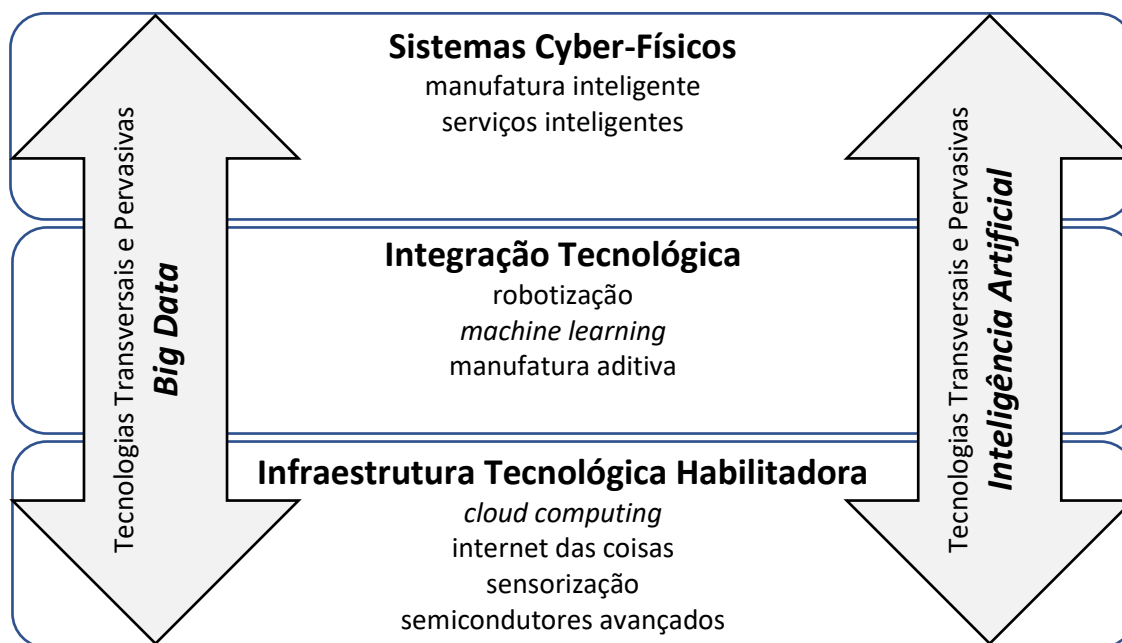 Sistemas Cyber-Físicos
manufatura inteligente
serviços inteligentes
Integração Tecnológica
robotização
machine learning
manufatura aditiva
Infraestrutura Tecnológica Habilitadora
cloud computing
internet das coisas
sensorização
semicondutores avançados
Tecnologias Transversais e Pervasivas
Big Data
Tecnologias Transversais e Pervasivas
Inteligência Artificial